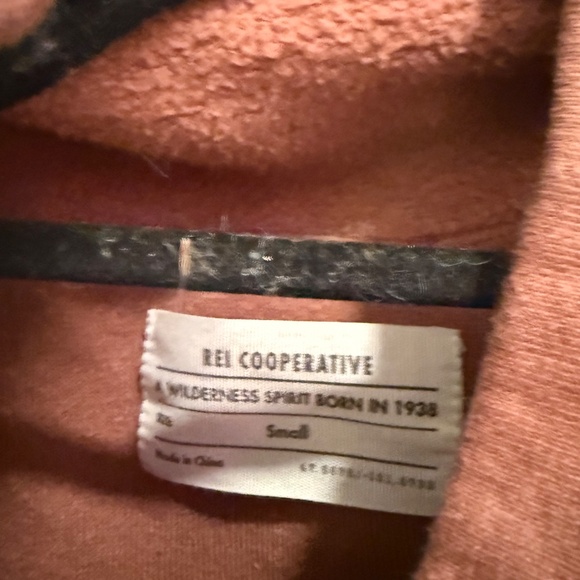 REI COOPERATIVE
A WILDERNESS SPIRIT BORN IN 1938
Small
Made in China